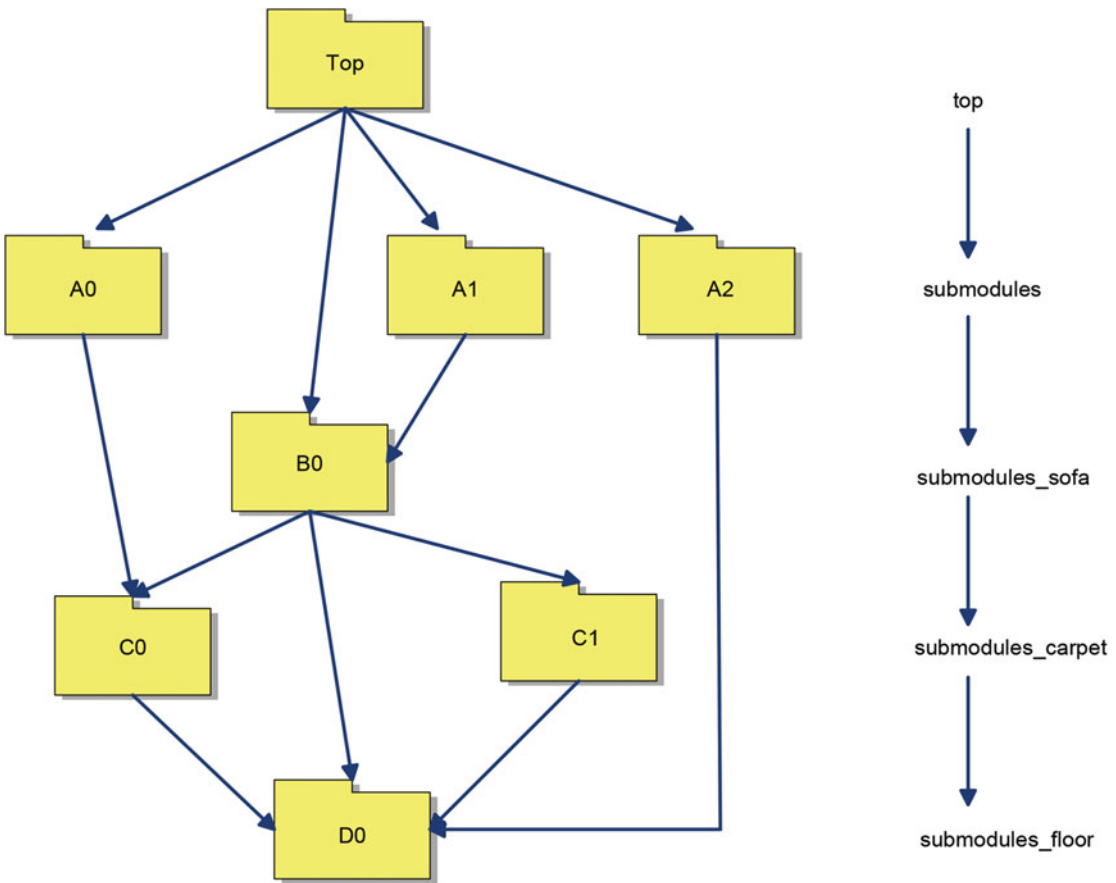 Top
top
A0
A1
A2
submodules
B0
submodules_sofa
C0
C1
submodules_carpet
D0
submodules_floor